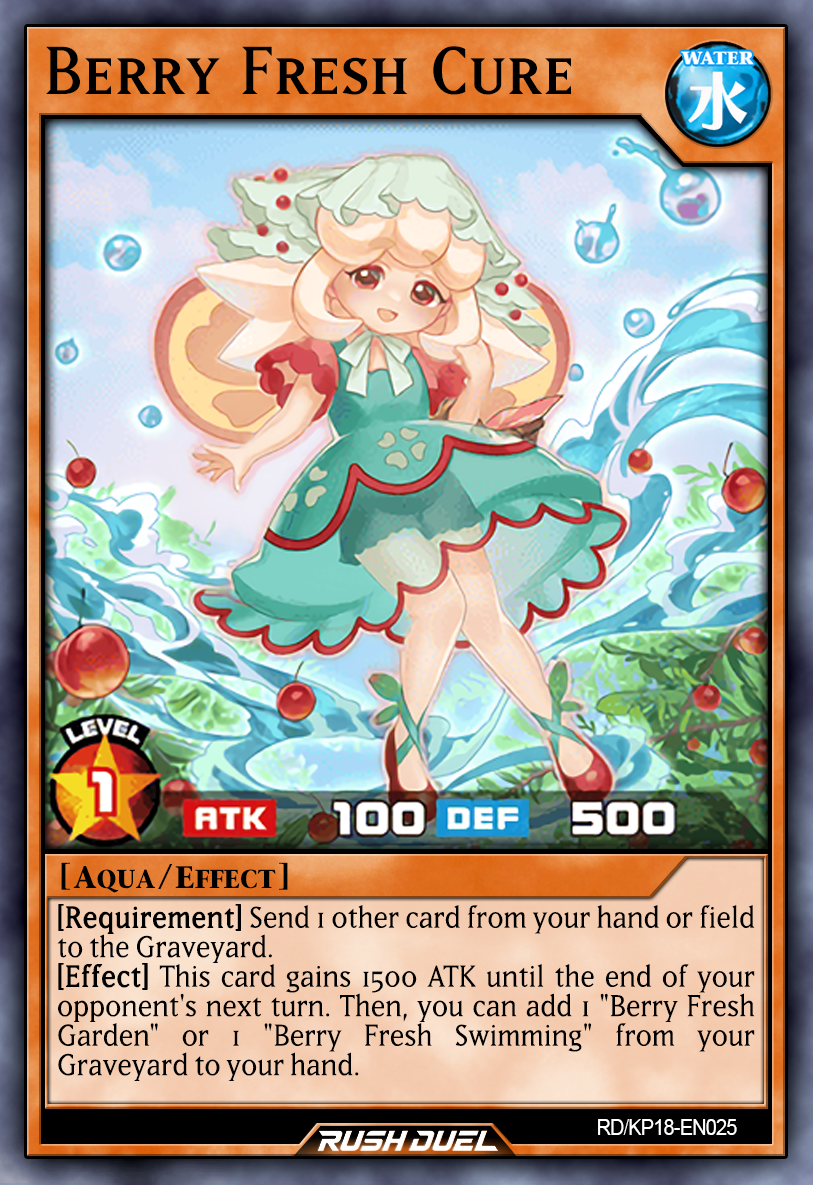 Berry Fresh Cure
WATER
水
LEVEL
1
ATK 100 DEF 500
[Aqua/Effect]
[Requirement] Send 1 other card from your hand or field
to the Graveyard.
[Effect] This card gains 1500 ATK until the end of your
opponent's next turn. Then, you can add 1 "Berry Fresh
Garden" or 1 "Berry Fresh Swimming" from your
Graveyard to your hand.
RD/KP18-EN025
RUSH DUEL